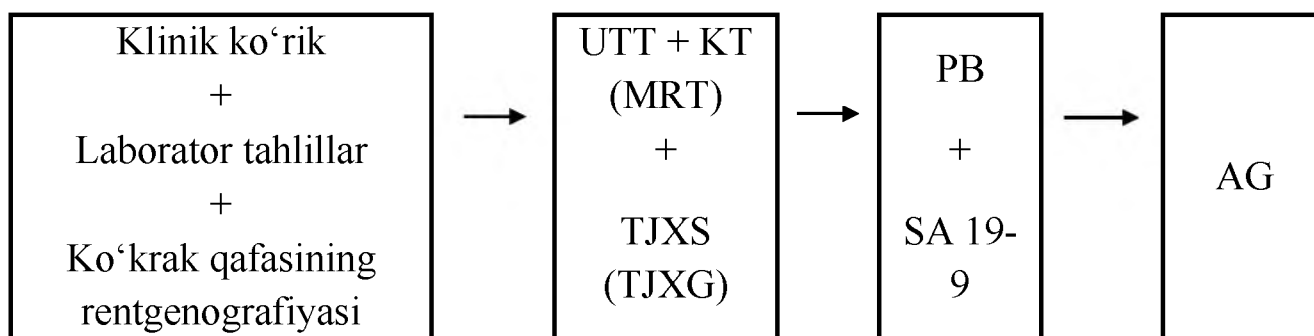 Klinik ko‘rik
+
Laborator tahlillar
+
Ko‘krak qafasining
rentgenografiyasi
UTT + KT
(MRT)
+
TJXS
(TJXG)
PB
+
SA 19-
9
AG